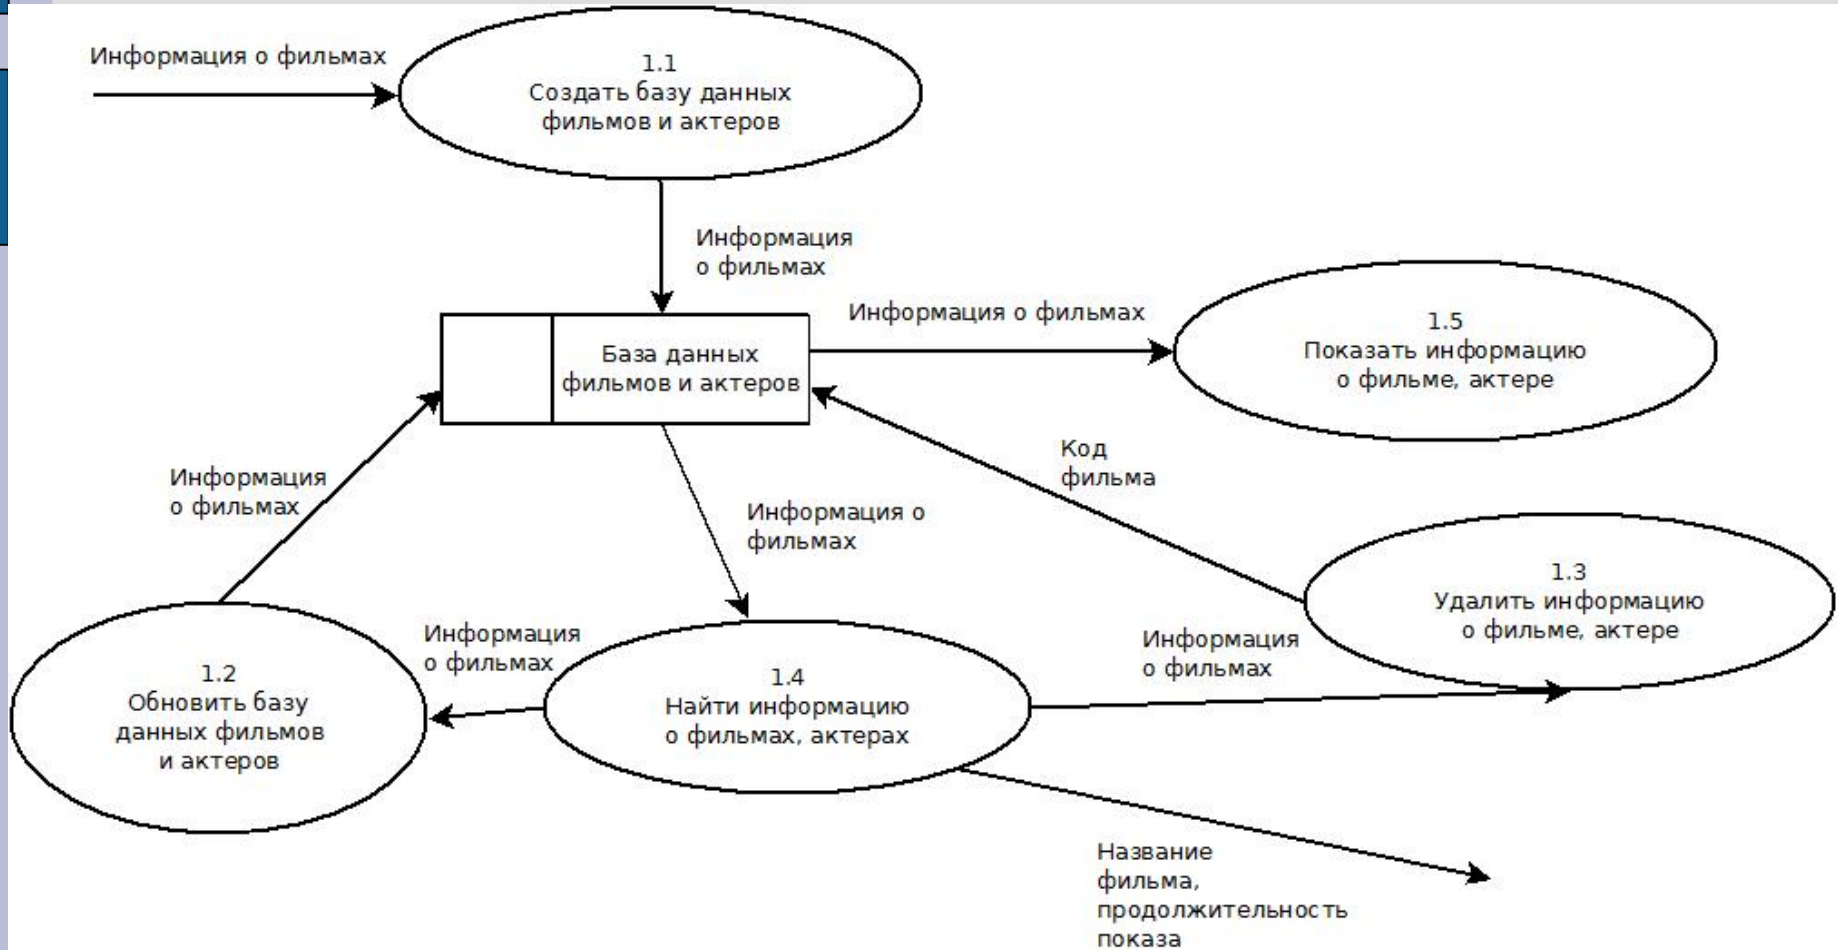 Информация о фильмах
1.1
Создать базу данных
фильмов и актеров
Информация
о фильмах
База данных
фильмов и актеров
Информация о фильмах
1.5
Показать информацию
о фильме, актере
Код
фильма
Информация
о фильмах
Информация о
фильмах
1.3
Удалить информацию
о фильме, актере
Информация
о фильмах
Информация
о фильмах
1.2
Обновить базу
данных фильмов
и актеров
1.4
Найти информацию
о фильмах, актерах
Название
фильма,
продолжительность
показа